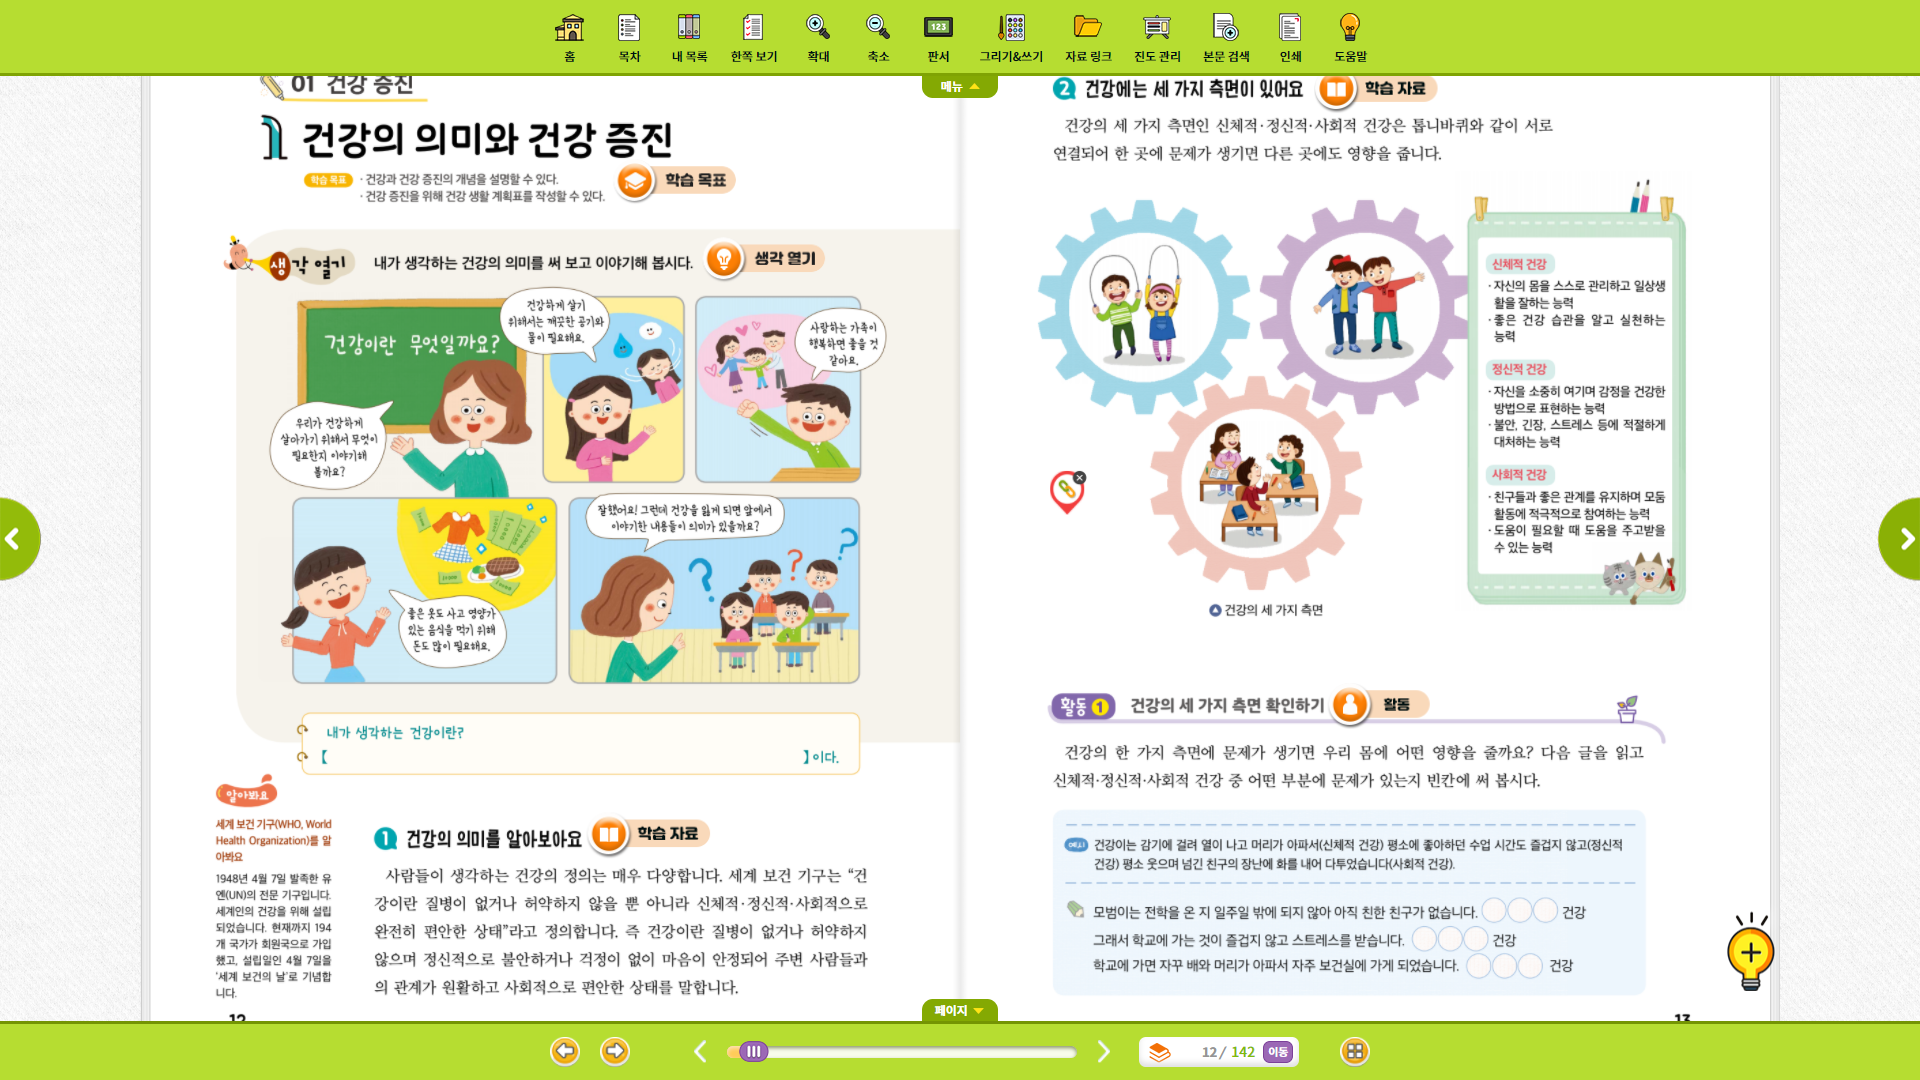 홈
목차
내 목록
한쪽 보기
확대
축소
판서
그리기&쓰기
자료 링크
진도 관리
본문 검색
인쇄
도움말
메뉴
01 건강 증진
1 건강의 의미와 건강 증진
학습 목표
· 건강과 건강 증진의 개념을 설명할 수 있다.
· 건강 증진을 위해 건강 생활 계획표를 작성할 수 있다.
학습 목표
생각 열기
내가 생각하는 건강의 의미를 써 보고 이야기해 봅시다.
생각 열기
건강이란 무엇일까요?
우리가 건강하게
살아가기 위해서 무엇이
필요한지 이야기해
볼까요?
건강하게 살기
위해서는 깨끗한 공기와
물이 필요해요.
사랑하는 가족이
행복하면 좋을 것
같아요.
좋은 옷도 사고 영양가
있는 음식을 먹기 위해
돈도 많이 필요해요.
잘했어요! 그런데 건강을 잃게 되면 앞에서
이야기한 내용들이 의미가 있을까요?
내가 생각하는 건강이란?
【 】이다.
알아봐요
세계 보건 기구(WHO, World
Health Organization)를 알
아봐요
1948년 4월 7일 발족한 유
엔(UN)의 전문 기구입니다.
세계인의 건강을 위해 설립
되었습니다. 현재까지 194
개 국가가 회원국으로 가입
했고, 설립일인 4월 7일을
'세계 보건의 날'로 기념합
니다.
1 건강의 의미를 알아보아요
학습 자료
사람들이 생각하는 건강의 정의는 매우 다양합니다. 세계 보건 기구는 “건
강이란 질병이 없거나 허약하지 않을 뿐 아니라 신체적·정신적·사회적으로
완전히 편안한 상태”라고 정의합니다. 즉 건강이란 질병이 없거나 허약하지
않으며 정신적으로 불안하거나 걱정이 없이 마음이 안정되어 주변 사람들과
의 관계가 원활하고 사회적으로 편안한 상태를 말합니다.
12
2 건강에는 세 가지 측면이 있어요
학습 자료
건강의 세 가지 측면인 신체적·정신적·사회적 건강은 톱니바퀴와 같이 서로
연결되어 한 곳에 문제가 생기면 다른 곳에도 영향을 줍니다.
신체적 건강
· 자신의 몸을 스스로 관리하고 일상생
활을 잘하는 능력
· 좋은 건강 습관을 알고 실천하는
능력
정신적 건강
· 자신을 소중히 여기며 감정을 건강한
방법으로 표현하는 능력
· 불안, 긴장, 스트레스 등에 적절하게
대처하는 능력
사회적 건강
· 친구들과 좋은 관계를 유지하며 모둠
활동에 적극적으로 참여하는 능력
· 도움이 필요할 때 도움을 주고받을
수 있는 능력
건강의 세 가지 측면
활동 1
건강의 세 가지 측면 확인하기
활동
건강의 한 가지 측면에 문제가 생기면 우리 몸에 어떤 영향을 줄까요? 다음 글을 읽고
신체적·정신적·사회적 건강 중 어떤 부분에 문제가 있는지 빈칸에 써 봅시다.
예시
건강이는 감기에 걸려 열이 나고 머리가 아파서(신체적 건강) 평소에 좋아하던 수업 시간도 즐겁지 않고(정신적
건강) 평소 웃으며 넘긴 친구의 장난에 화를 내어 다투었습니다(사회적 건강).
모범이는 전학을 온 지 일주일 밖에 되지 않아 아직 친한 친구가 없습니다. 건강
그래서 학교에 가는 것이 즐겁지 않고 스트레스를 받습니다. 건강
학교에 가면 자꾸 배와 머리가 아파서 자주 보건실에 가게 되었습니다. 건강
13
페이지
12 / 142 이동